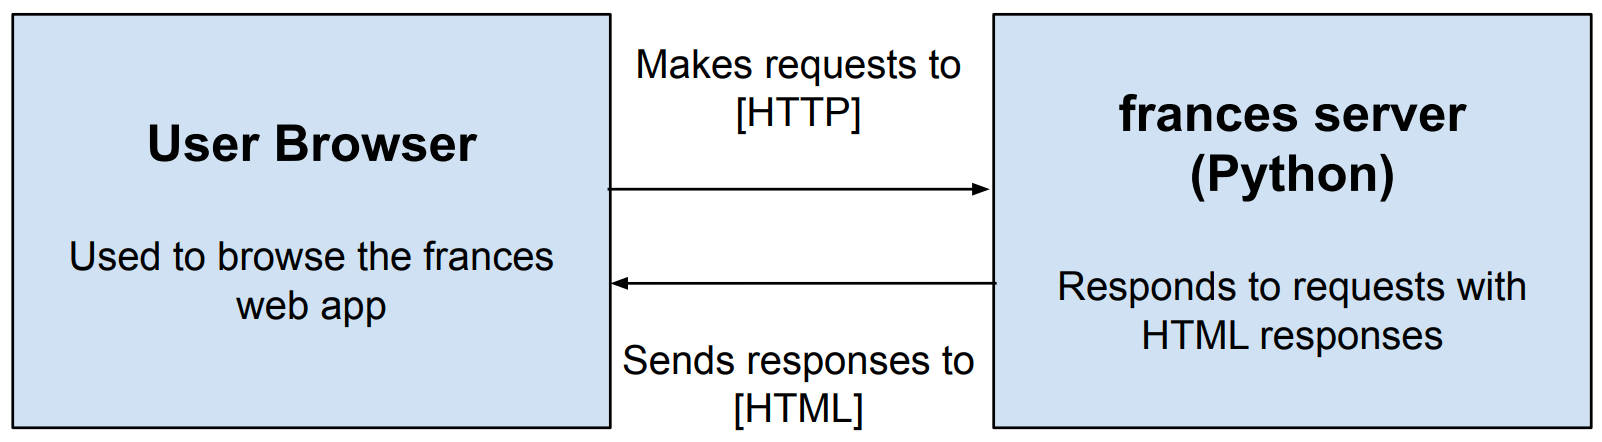 User Browser
Used to browse the frances
web app
Makes requests to
[HTTP]
Sends responses to
[HTML]
frances server
(Python)
Responds to requests with
HTML responses